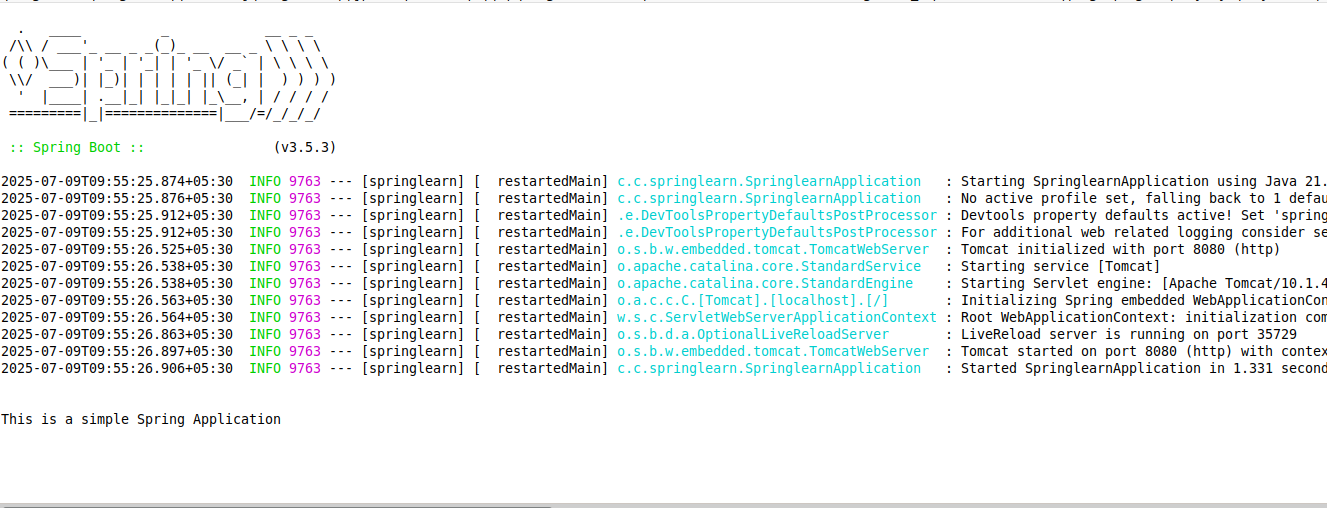 .   ____          _            __ _ _
 /\\ / ___'_ __ _ _(_)_ __  __ _ \ \ \ \
( ( )\___ | '_ | '_| | '_ \/ _` | \ \ \ \
 \\/  ___)| |_)| | | | | || (_| |  ) ) ) )
  '  |____| .__|_| |_|_| |_\__, | / / / /
 =========|_|==============|___/=/_/_/_/
 :: Spring Boot ::                (v3.5.3)
2025-07-09T09:55:25.874+05:30  INFO 9763 --- [springlearn] [  restartedMain] c.c.springlearn.SpringlearnApplication   : Starting SpringlearnApplication using Java 21.
2025-07-09T09:55:25.876+05:30  INFO 9763 --- [springlearn] [  restartedMain] c.c.springlearn.SpringlearnApplication   : No active profile set, falling back to 1 defau
2025-07-09T09:55:25.912+05:30  INFO 9763 --- [springlearn] [  restartedMain] .e.DevToolsPropertyDefaultsPostProcessor : Devtools property defaults active! Set 'spring
2025-07-09T09:55:25.912+05:30  INFO 9763 --- [springlearn] [  restartedMain] .e.DevToolsPropertyDefaultsPostProcessor : For additional web related logging consider se
2025-07-09T09:55:26.525+05:30  INFO 9763 --- [springlearn] [  restartedMain] o.s.b.w.embedded.tomcat.TomcatWebServer  : Tomcat initialized with port 8080 (http)
2025-07-09T09:55:26.538+05:30  INFO 9763 --- [springlearn] [  restartedMain] o.apache.catalina.core.StandardService   : Starting service [Tomcat]
2025-07-09T09:55:26.538+05:30  INFO 9763 --- [springlearn] [  restartedMain] o.apache.catalina.core.StandardEngine    : Starting Servlet engine: [Apache Tomcat/10.1.4
2025-07-09T09:55:26.563+05:30  INFO 9763 --- [springlearn] [  restartedMain] o.a.c.c.C.[Tomcat].[localhost].[/]       : Initializing Spring embedded WebApplicationCon
2025-07-09T09:55:26.564+05:30  INFO 9763 --- [springlearn] [  restartedMain] w.s.c.ServletWebServerApplicationContext : Root WebApplicationContext: initialization com
2025-07-09T09:55:26.863+05:30  INFO 9763 --- [springlearn] [  restartedMain] o.s.b.d.a.OptionalLiveReloadServer       : LiveReload server is running on port 35729
2025-07-09T09:55:26.897+05:30  INFO 9763 --- [springlearn] [  restartedMain] o.s.b.w.embedded.tomcat.TomcatWebServer  : Tomcat started on port 8080 (http) with contex
2025-07-09T09:55:26.906+05:30  INFO 9763 --- [springlearn] [  restartedMain] c.c.springlearn.SpringlearnApplication   : Started SpringlearnApplication in 1.331 second
This is a simple Spring Application